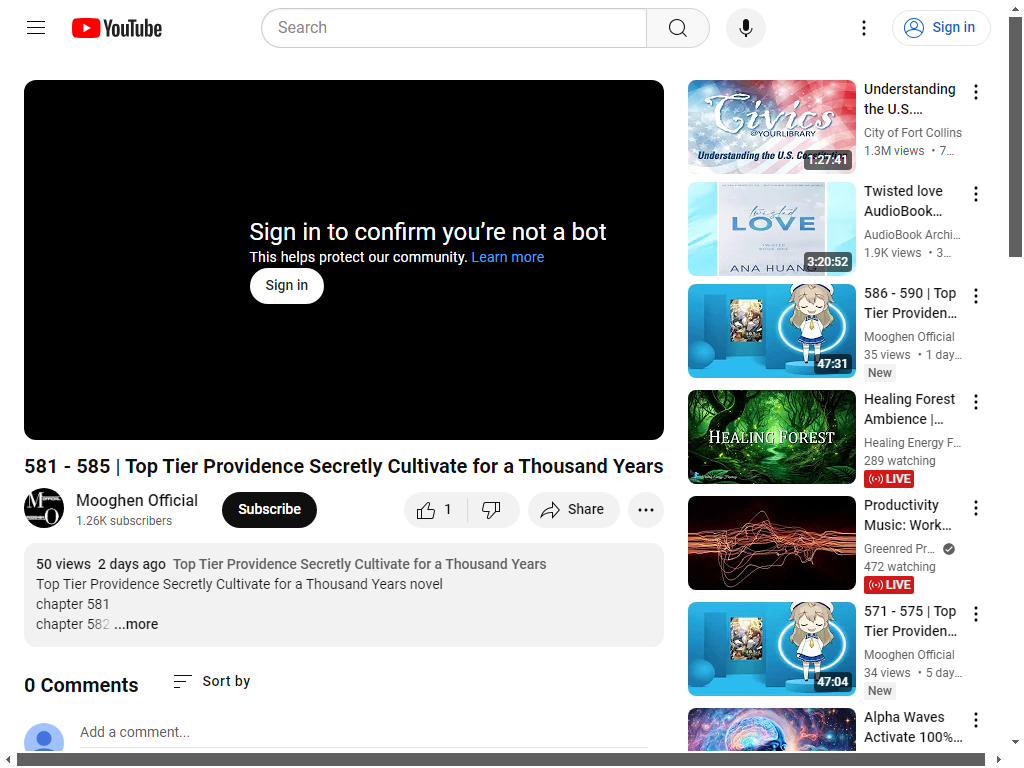 YouTube
Search
Sign in
Sign in to confirm you’re not a bot
This helps protect our community. Learn more
Sign in
581 - 585 | Top Tier Providence Secretly Cultivate for a Thousand Years
Mooghen Official
1.26K subscribers
Subscribe
1
Share
50 views 2 days ago Top Tier Providence Secretly Cultivate for a Thousand Years
Top Tier Providence Secretly Cultivate for a Thousand Years novel
chapter 581
chapter 582 ...more
0 Comments
Sort by
Add a comment...
Civics
@YOURLIBRARY
Understanding the U.S. Constitution
1:27:41
Understanding
the U.S....
City of Fort Collins
1.3M views • 7...
twisted
LOVE
TWISTED
ANA HUANG
3:20:52
Twisted love
AudioBook...
AudioBook Archi...
1.9K views • 3...
47:31
586 - 590 | Top
Tier Providen...
Mooghen Official
35 views • 1 day...
New
HEALING FOREST
Healing Forest
Ambience |...
Healing Energy F...
289 watching
LIVE
Productivity
Music: Work...
Greenred Pr...
472 watching
LIVE
47:04
571 - 575 | Top
Tier Providen...
Mooghen Official
34 views • 5 day...
New
Alpha Waves
Activate 100%...